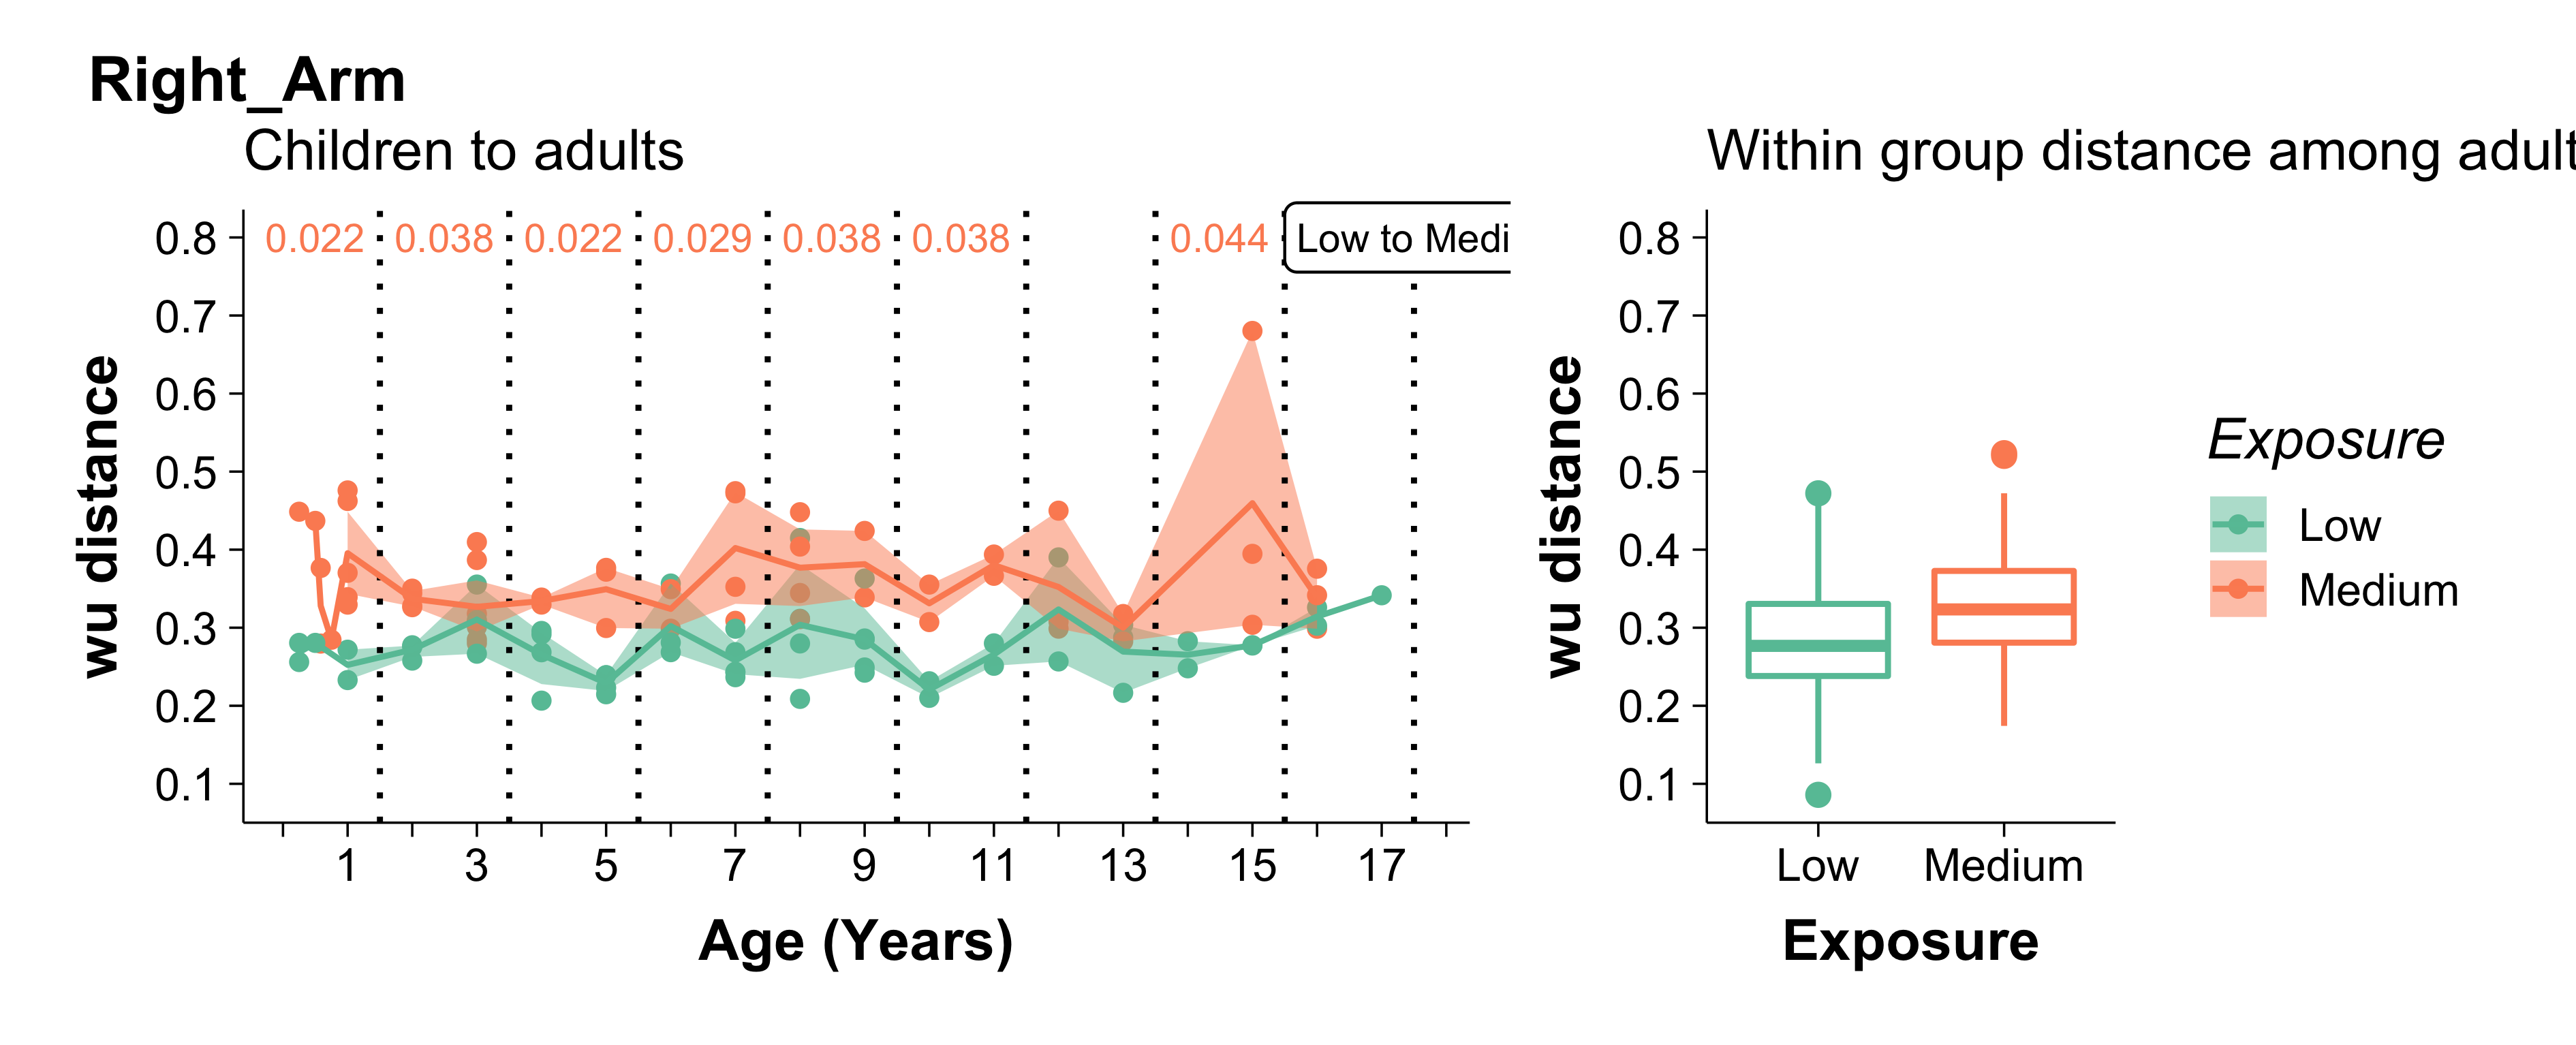 Right_Arm
Children to adults
0.022 0.038 0.022 0.029 0.038 0.038 0.044 Low to Medi
wu distance
0.8
0.7
0.6
0.5
0.4
0.3
0.2
0.1
1 3 5 7 9 11 13 15 17
Age (Years)
Within group distance among adult
wu distance
0.8
0.7
0.6
0.5
0.4
0.3
0.2
0.1
Low Medium
Exposure
Exposure
Low
Medium